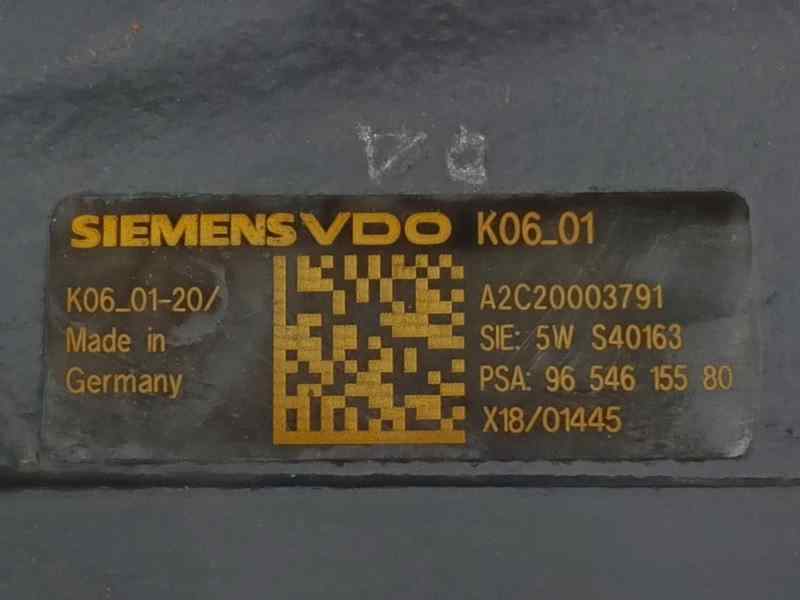 SIEMENS VDO K06_01
K06_01-20/
Made in
Germany
A2C20003791
SIE: 5W S40163
PSA: 96 546 155 80
X18/01445